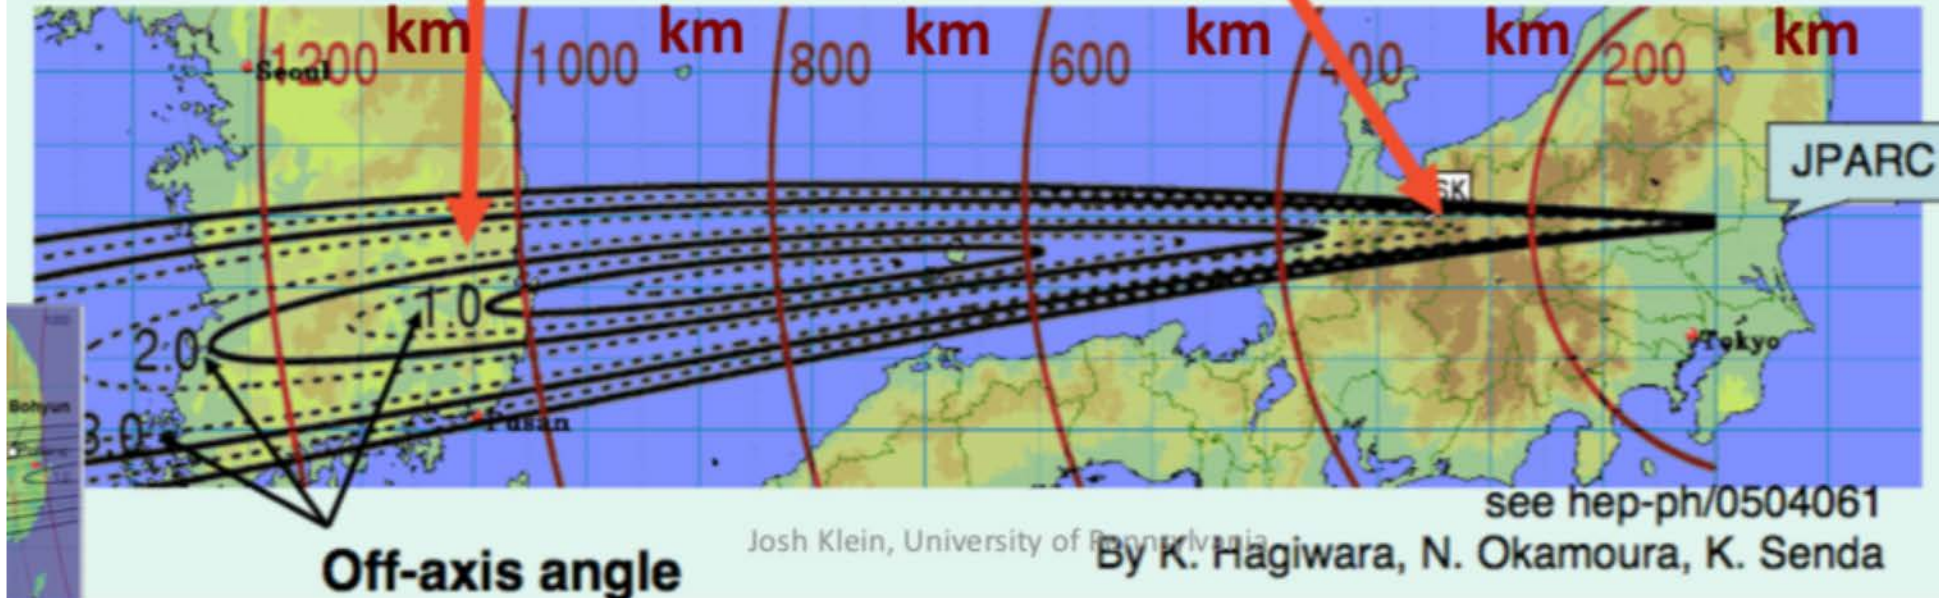 km km km km km km
1200 1000 800 600 400 200
Seoul
JPARC
SK
1.0
2.0
Tokyo
Bohyun
Pusan
3.0
see hep-ph/0504061
Josh Klein, University of Pennsylvania
By K. Hagiwara, N. Okamoura, K. Senda
Off-axis angle